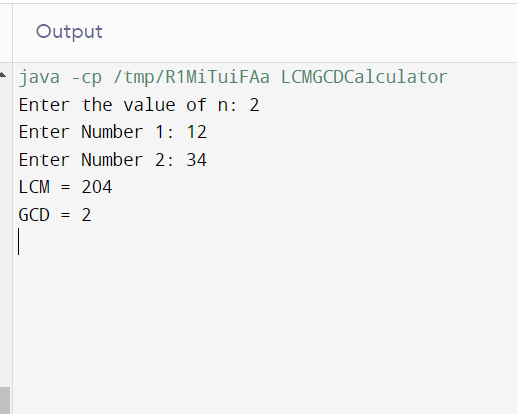 Output
java -cp /tmp/R1MiTuiFAa LCMGCDCalculator
Enter the value of n: 2
Enter Number 1: 12
Enter Number 2: 34
LCM = 204
GCD = 2